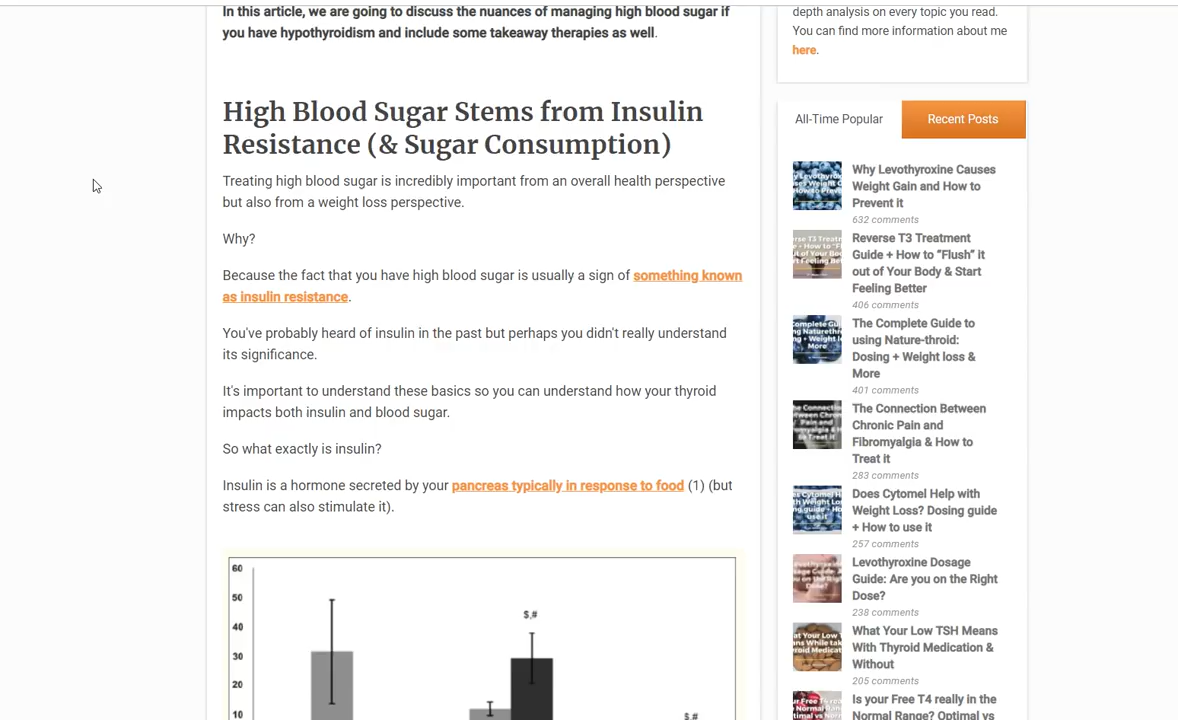 In this article, we are going to discuss the nuances of managing high blood sugar if
you have hypothyroidism and include some takeaway therapies as well.
High Blood Sugar Stems from Insulin
Resistance (& Sugar Consumption)
Treating high blood sugar is incredibly important from an overall health perspective
but also from a weight loss perspective.
Why?
Because the fact that you have high blood sugar is usually a sign of something known
as insulin resistance.
You've probably heard of insulin in the past but perhaps you didn't really understand
its significance.
It's important to understand these basics so you can understand how your thyroid
impacts both insulin and blood sugar.
So what exactly is insulin?
Insulin is a hormone secreted by your pancreas typically in response to food (1) (but
stress can also stimulate it).
60
50
40
30
20
10
$,#
$,#
depth analysis on every topic you read.
You can find more information about me
here.
All-Time Popular
Recent Posts
Why Levothyroxine Causes
Weight Gain and How to
Prevent it
632 comments
Reverse T3 Treatment
Guide + How to “Flush” it
out of Your Body & Start
Feeling Better
406 comments
The Complete Guide to
using Nature-throid:
Dosing + Weight loss &
More
401 comments
The Connection Between
Chronic Pain and
Fibromyalgia & How to
Treat it
283 comments
Does Cytomel Help with
Weight Loss? Dosing guide
+ How to use it
257 comments
Levothyroxine Dosage
Guide: Are you on the Right
Dose?
238 comments
What Your Low TSH Means
With Thyroid Medication &
Without
205 comments
Is your Free T4 really in the
Normal Range? Optimal vs